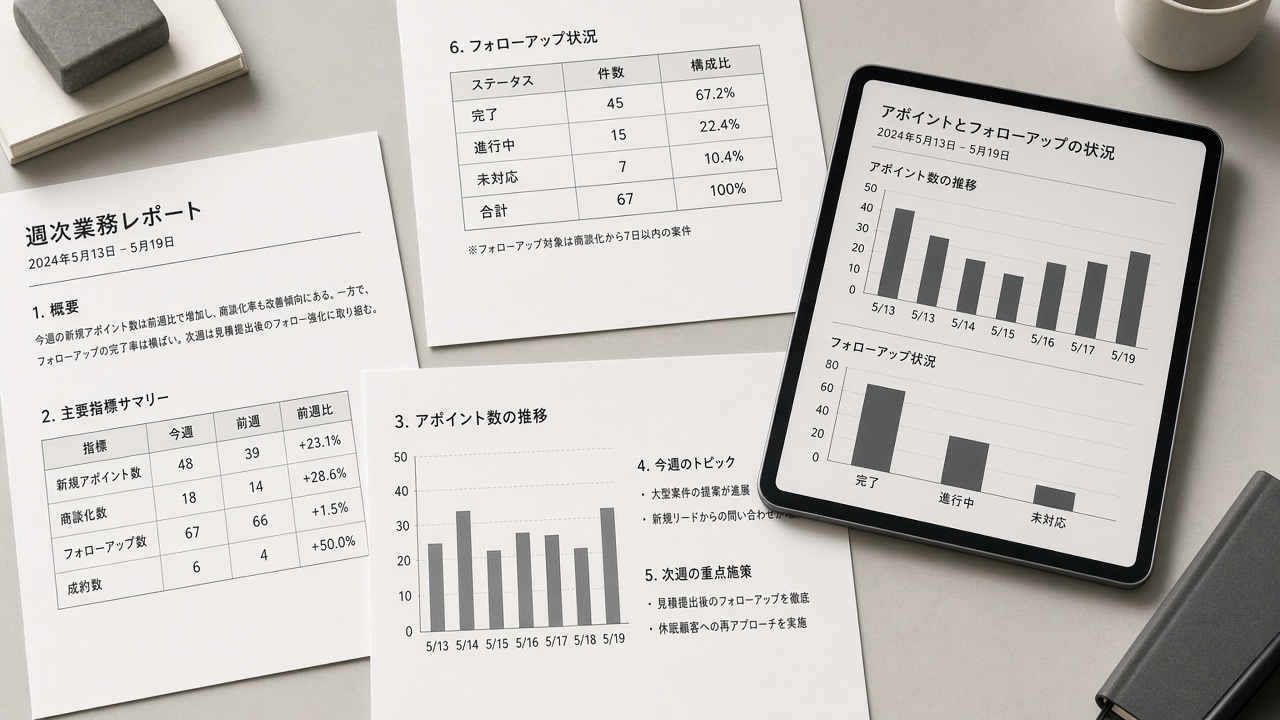 週次業務レポート
2024年5月13日 – 5月19日
1. 概要
今週の新規アポイント数は前週比で増加し、商談化率も改善傾向にある。一方で、
フォローアップの完了率は横ばい。次週は見積提出後のフォロー強化に取り組む。
2. 主要指標サマリー
指標 今週 前週 前週比
新規アポイント数 48 39 +23.1%
商談化数 18 14 +28.6%
フォローアップ数 67 66 +1.5%
成約数 6 4 +50.0%
6. フォローアップ状況
ステータス 件数 構成比
完了 45 67.2%
進行中 15 22.4%
未対応 7 10.4%
合計 67 100%
※フォローアップ対象は商談化から7日以内の案件
3. アポイント数の推移
50
40
30
20
10
0
5/13 5/14 5/15 5/16 5/17 5/18 5/19
4. 今週のトピック
・大型案件の提案が進展
・新規リードからの問い合わせが
5. 次週の重点施策
・見積提出後のフォローアップを徹底
・休眠顧客への再アプローチを実施
アポイントとフォローアップの状況
2024年5月13日 – 5月19日
アポイント数の推移
50
40
30
20
10
0
5/13 5/13 5/14 5/15 5/16 5/17 5/19
フォローアップ状況
80
60
40
20
0
完了 進行中 未対応